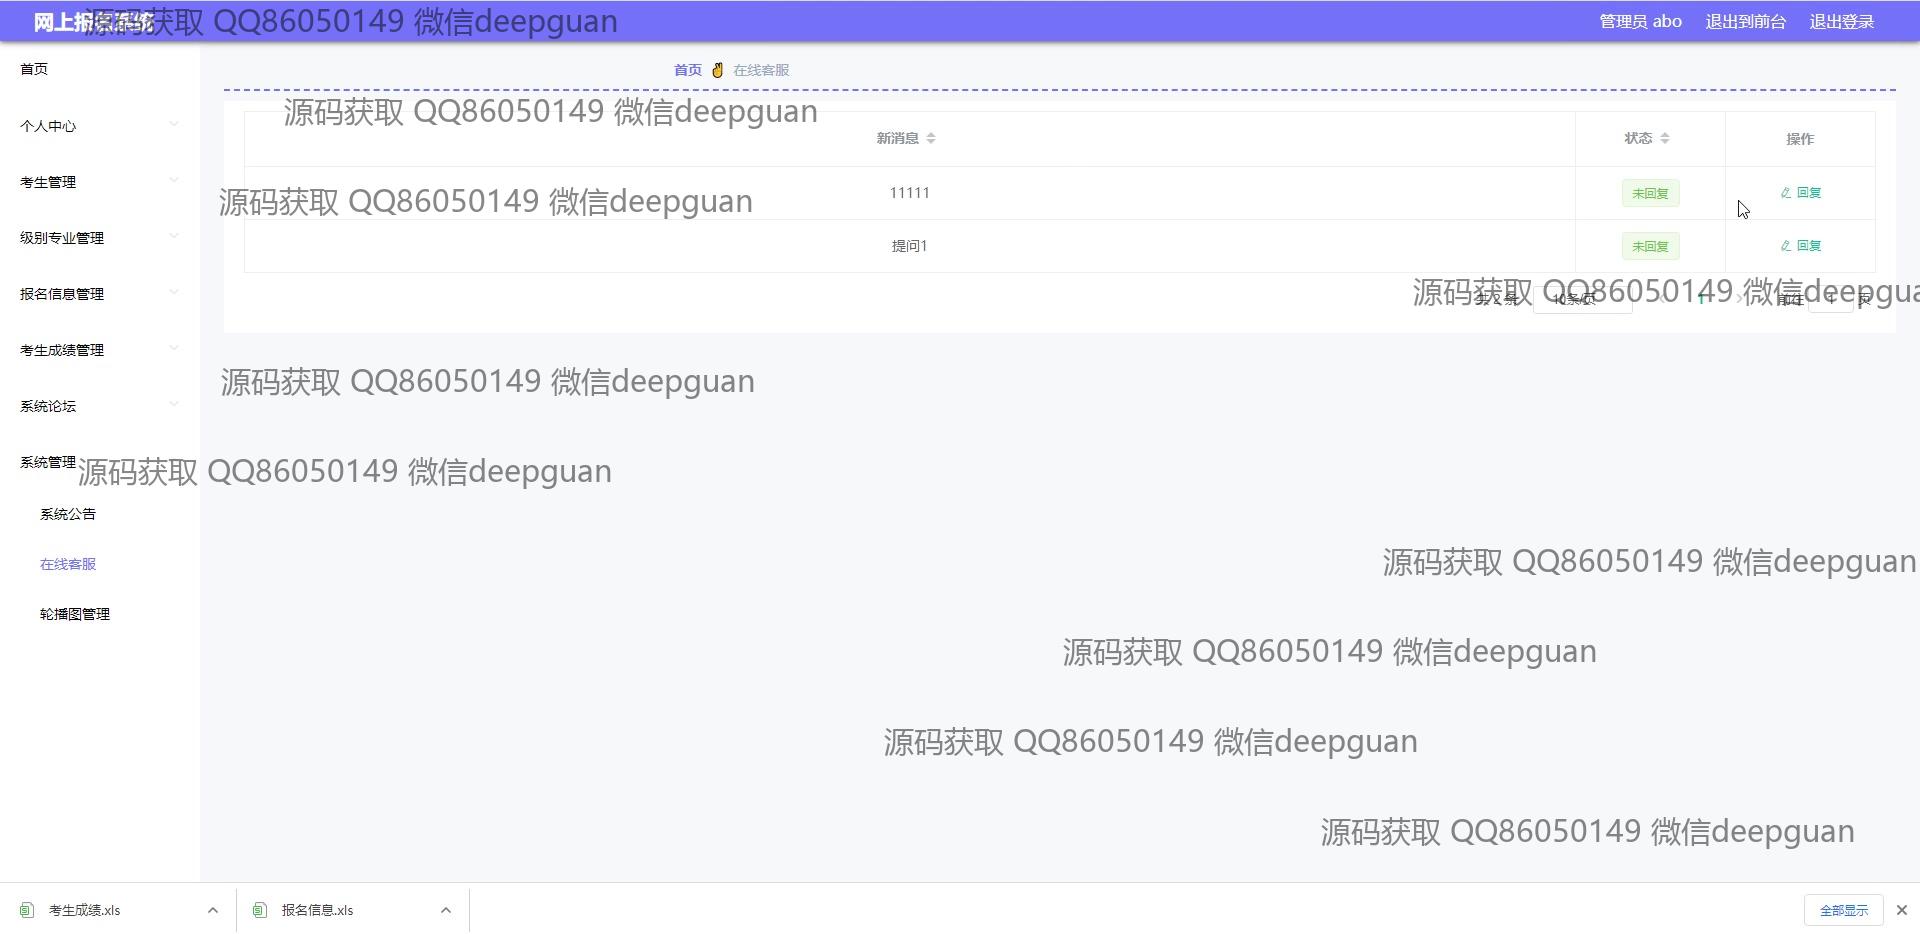 网上报名系统
源码获取 QQ86050149 微信deepguan
管理员 abo 退出到前台 退出登录
首页
个人中心
考生管理
级别专业管理
报名信息管理
考生成绩管理
系统论坛
系统管理
系统公告
在线客服
轮播图管理
首页 在线客服
源码获取 QQ86050149 微信deepguan
新消息 状态 操作
源码获取 QQ86050149 微信deepguan
11111 未回复 回复
提问1 未回复 回复
源码获取 QQ86050149 微信deepgua
共 2 条 10条/页 1 前往 1 页
源码获取 QQ86050149 微信deepguan
源码获取 QQ86050149 微信deepguan
源码获取 QQ86050149 微信deepguan
源码获取 QQ86050149 微信deepguan
源码获取 QQ86050149 微信deepguan
源码获取 QQ86050149 微信deepguan
考生成绩.xls 报名信息.xls 全部显示